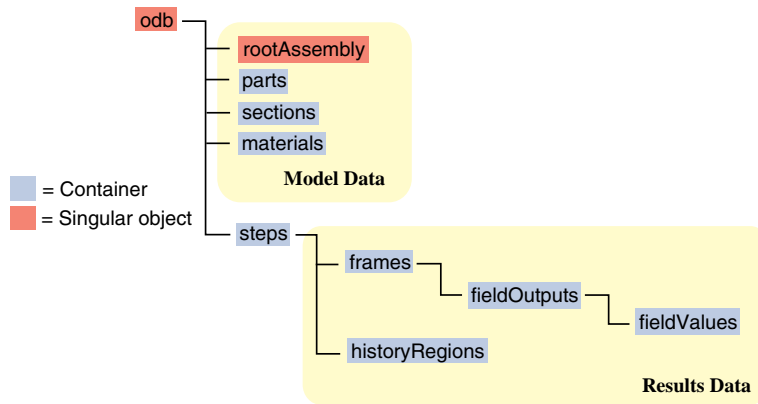 odb
rootAssembly
parts
sections
materials
Model Data
= Container
= Singular object
steps
frames
fieldOutputs
fieldValues
historyRegions
Results Data